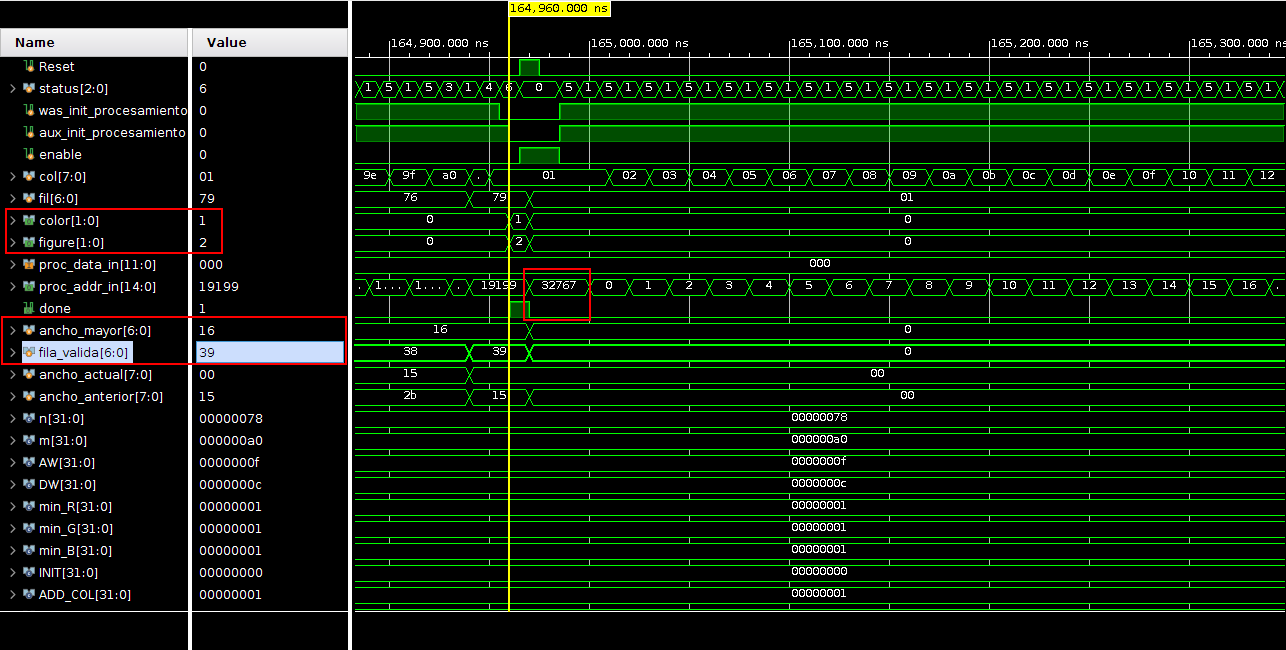 164,960.000 ns
Name Value 164,900.000 ns 165,000.000 ns 165,100.000 ns 165,200.000 ns 165,300.000 ns
Reset 0
status[2:0] 6 1 5 1 5 3 1 4 6 0 5 1 5 1 5 1 5 1 5 1 5 1 5 1 5 1 5 1 5 1 5 1 5 1 5 1 5 1 5 1 5 1 5 1
was_init_procesamiento 0
aux_init_procesamiento 0
enable 0
col[7:0] 01 9e 9f a0 . 01 02 03 04 05 06 07 08 09 0a 0b 0c 0d 0e 0f 10 11 12
fil[6:0] 79 76 79 01
color[1:0] 1 0 1 0
figure[1:0] 2 0 2 0
proc_data_in[11:0] 000 000
proc_addr_in[14:0] 19199 . 1... 1... . 19199 32767 0 1 2 3 4 5 6 7 8 9 10 11 12 13 14 15 16 .
done 1
ancho_mayor[6:0] 16 16 0
fila_valida[6:0] 39 38 39 0
ancho_actual[7:0] 00 15 00
ancho_anterior[7:0] 15 2b 15 00
n[31:0] 00000078 00000078
m[31:0] 000000a0 000000a0
AW[31:0] 0000000f 0000000f
DW[31:0] 0000000c 0000000c
min_R[31:0] 00000001 00000001
min_G[31:0] 00000001 00000001
min_B[31:0] 00000001 00000001
INIT[31:0] 00000000 00000000
ADD_COL[31:0] 00000001 00000001